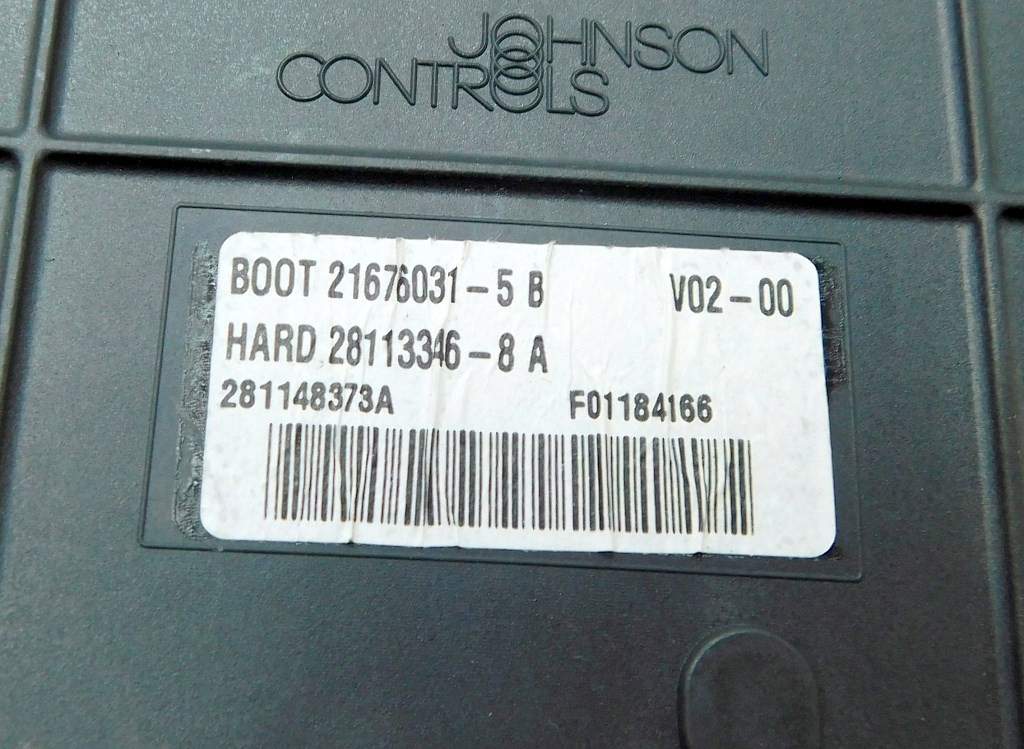 JOHNSON
CONTROLS
BOOT 21676031-5 B V02-00
HARD 28113346-8 A
281148373A F01184166